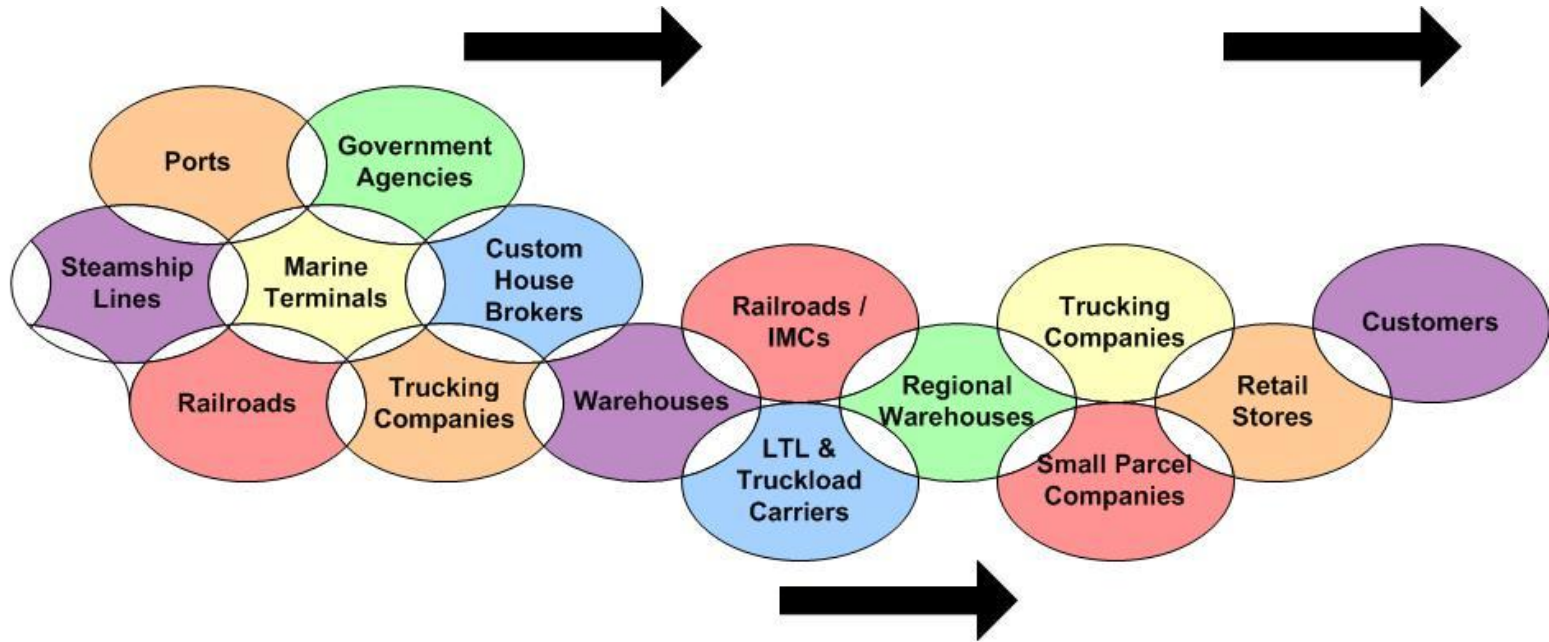 Ports
Government
Agencies
Steamship
Lines
Marine
Terminals
Custom
House
Brokers
Railroads
Trucking
Companies
Warehouses
Railroads /
IMCs
LTL &
Truckload
Carriers
Regional
Warehouses
Trucking
Companies
Small Parcel
Companies
Retail
Stores
Customers